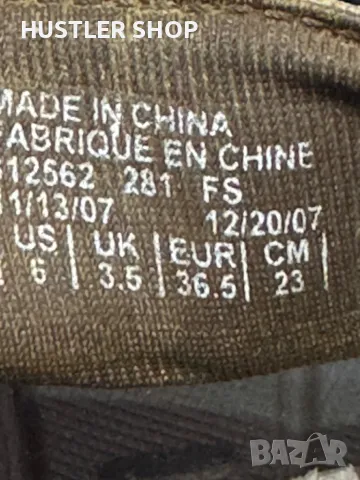 HUSTLER SHOP
MADE IN CHINA
FABRIQUE EN CHINE
312562 281 FS
11/13/07 12/20/07
US UK EUR CM
6 3.5 36.5 23
BAZAR